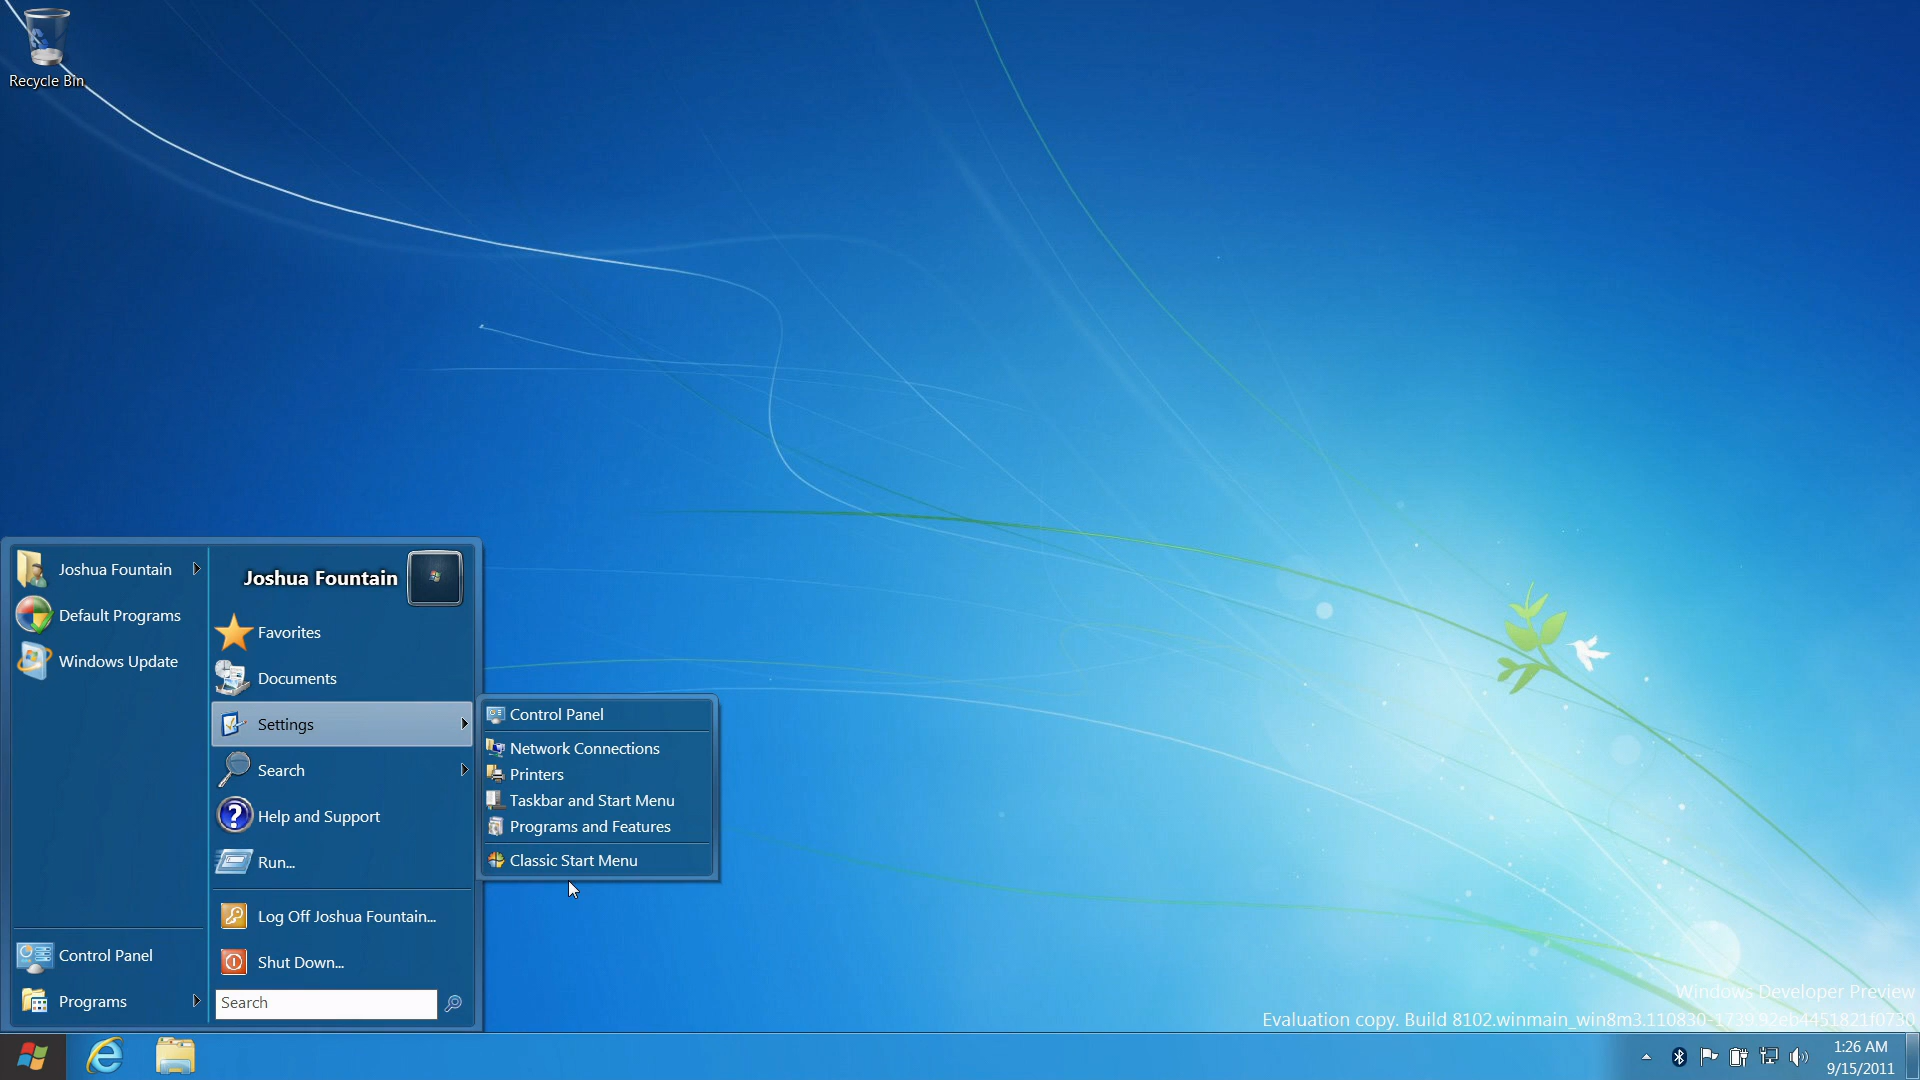 Recycle Bin
Joshua Fountain
Default Programs
Windows Update
Control Panel
Programs
Joshua Fountain
Favorites
Documents
Settings
Search
Help and Support
Run...
Log Off Joshua Fountain...
Shut Down...
Search
Control Panel
Network Connections
Printers
Taskbar and Start Menu
Programs and Features
Classic Start Menu
Windows Developer Preview
Evaluation copy. Build 8102.winmain_win8m3.110830-1739.92eb4451821f0730
1:26 AM
9/15/2011